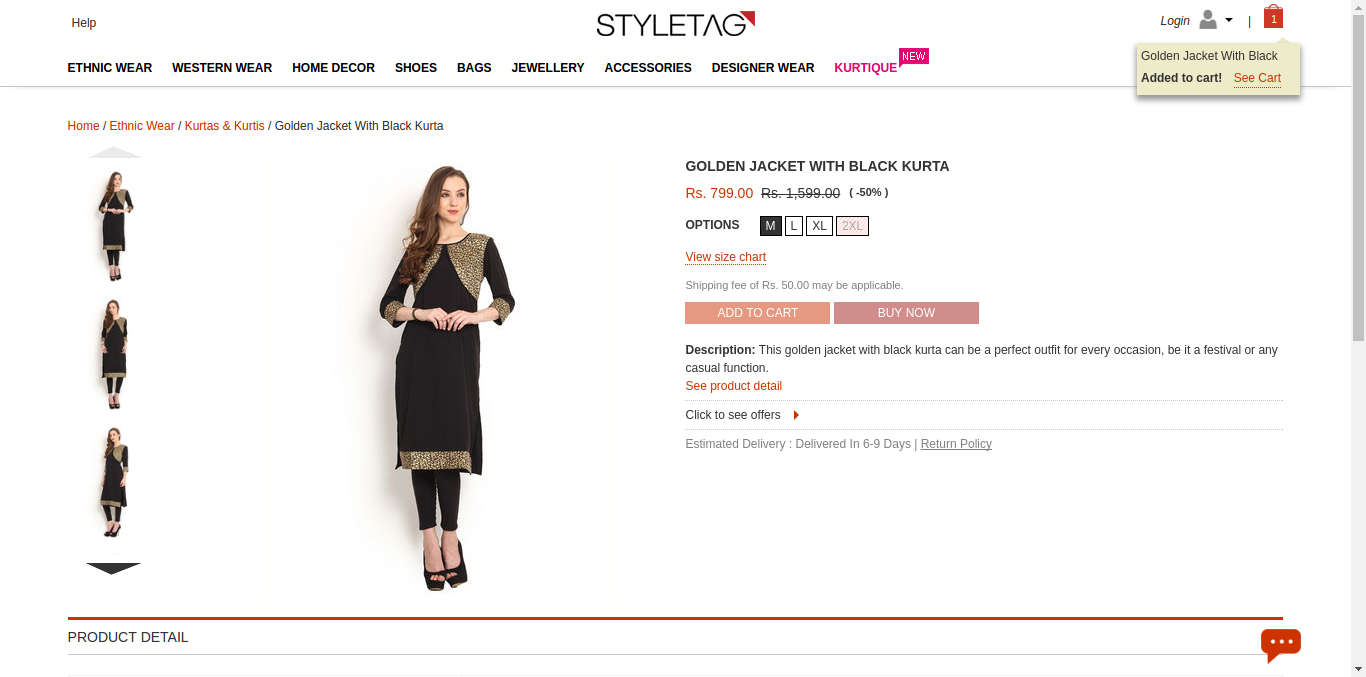 Help
STYLETAG
Login
|
1
ETHNIC WEAR WESTERN WEAR HOME DECOR SHOES BAGS JEWELLERY ACCESSORIES DESIGNER WEAR KURTIQUE NEW
Golden Jacket With Black
Added to cart! See Cart
Home / Ethnic Wear / Kurtas & Kurtis / Golden Jacket With Black Kurta
GOLDEN JACKET WITH BLACK KURTA
Rs. 799.00 Rs. 1,599.00 ( -50% )
OPTIONS M L XL 2XL
View size chart
Shipping fee of Rs. 50.00 may be applicable.
ADD TO CART BUY NOW
Description: This golden jacket with black kurta can be a perfect outfit for every occasion, be it a festival or any
casual function.
See product detail
Click to see offers
Estimated Delivery : Delivered In 6-9 Days | Return Policy
PRODUCT DETAIL